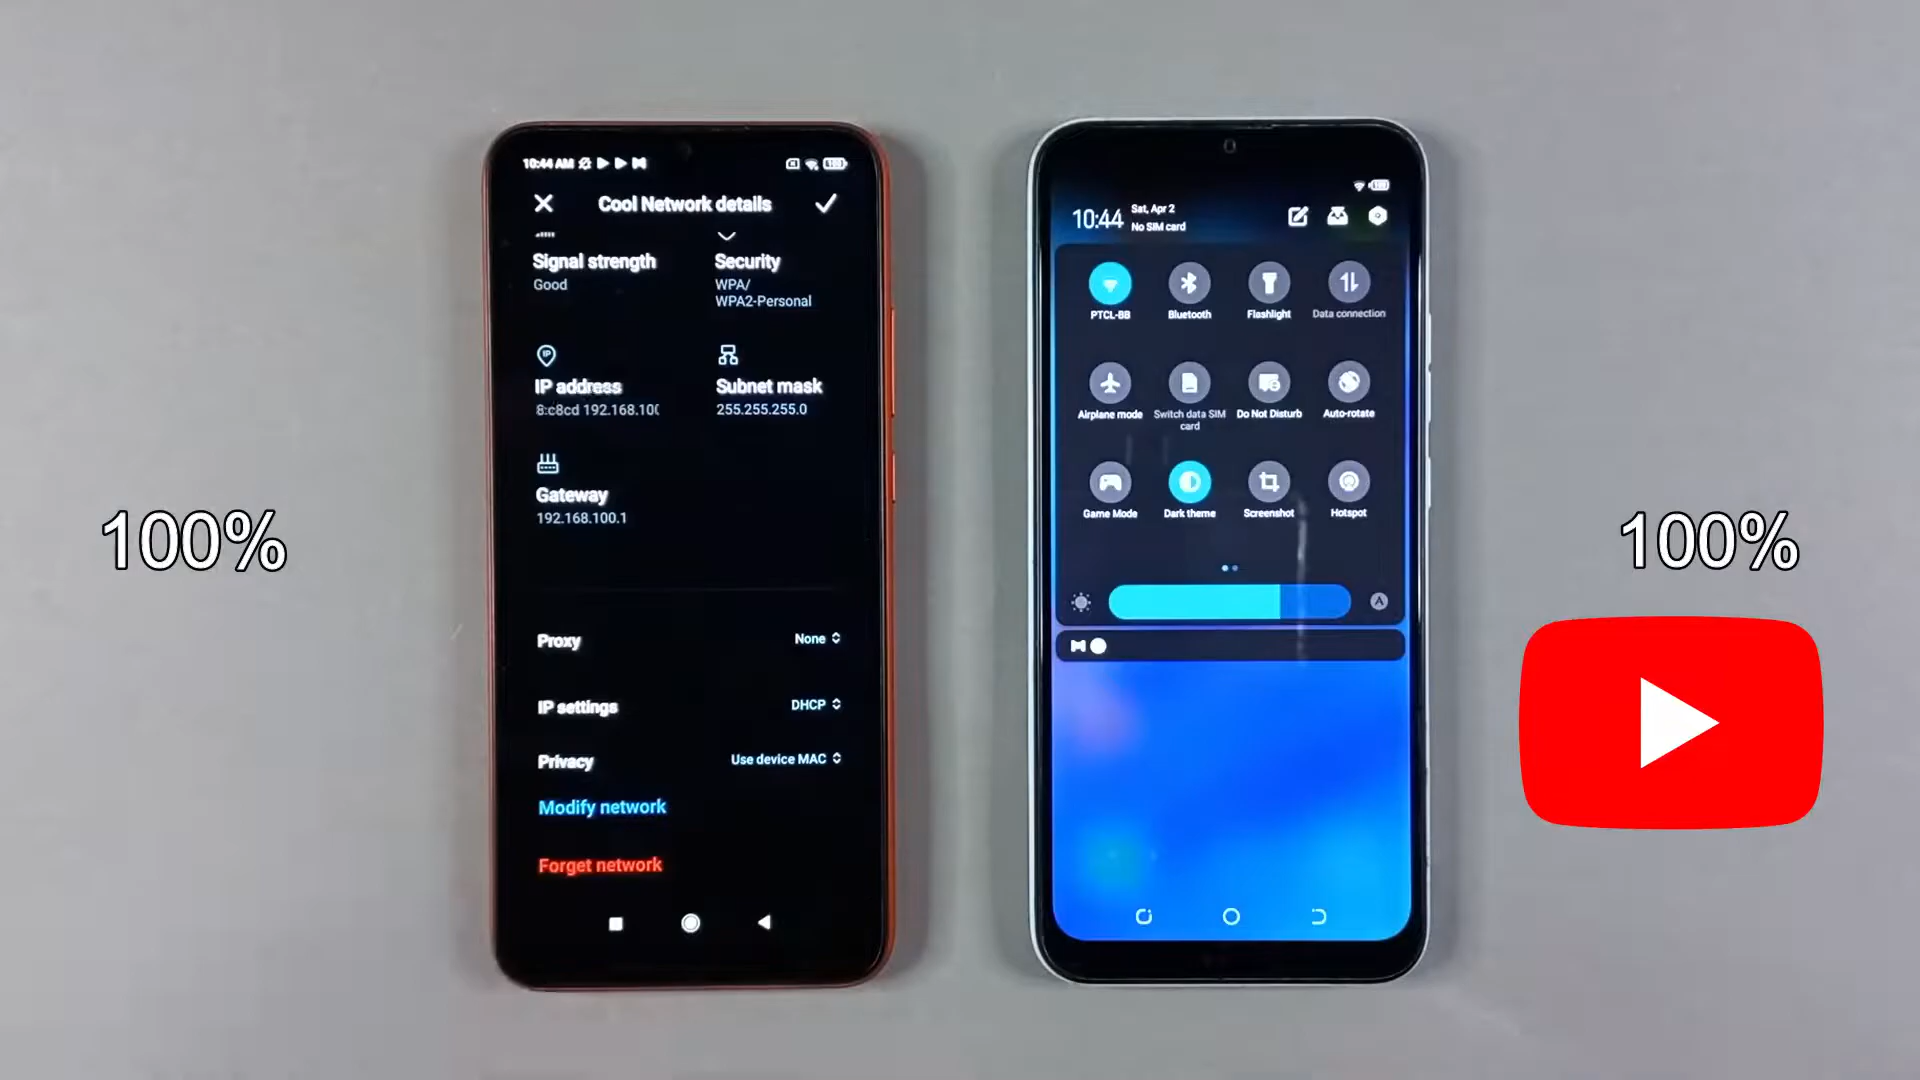 10:44 AM
100
Cool Network details
Signal strength
Good
Security
WPA/
WPA2-Personal
IP address
8:c8cd 192.168.10
Subnet mask
255.255.255.0
Gateway
192.168.100.1
Proxy
None
IP settings
DHCP
Privacy
Use device MAC
Modify network
Forget network
100%
100
10:44
Sat, Apr 2
No SIM card
PTCL-BB
Bluetooth
Flashlight
Data connection
Airplane mode
Switch data SIM
card
Do Not Disturb
Auto-rotate
Game Mode
Dark theme
Screenshot
Hotspot
A
100%